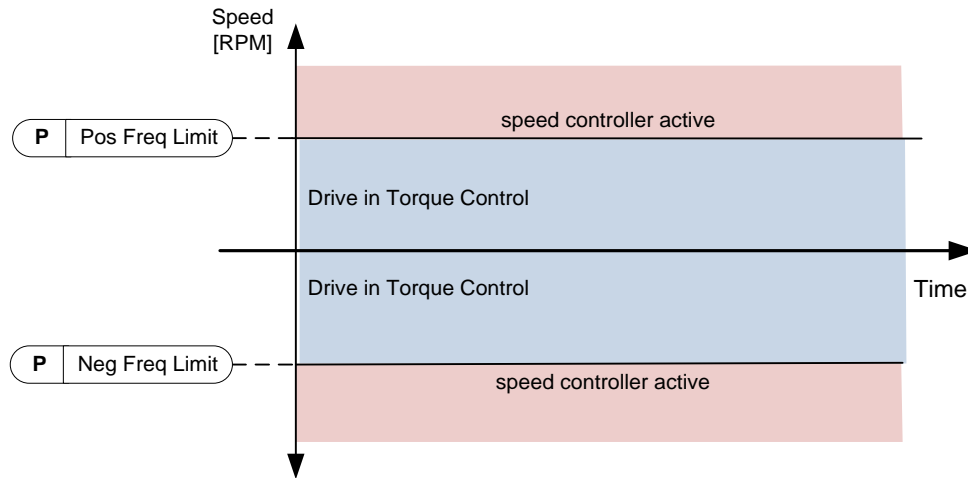 Speed
[RPM]
speed controller active
P Pos Freq Limit
Drive in Torque Control
Drive in Torque Control
Time
P Neg Freq Limit
speed controller active